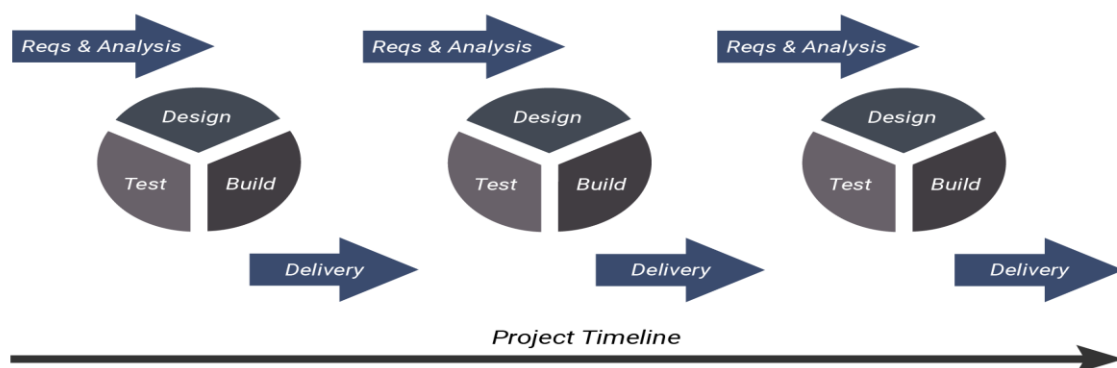 Reqs & Analysis
Reqs & Analysis
Reqs & Analysis
Design
Design
Design
Test
Build
Test
Build
Test
Build
Delivery
Delivery
Delivery
Project Timeline